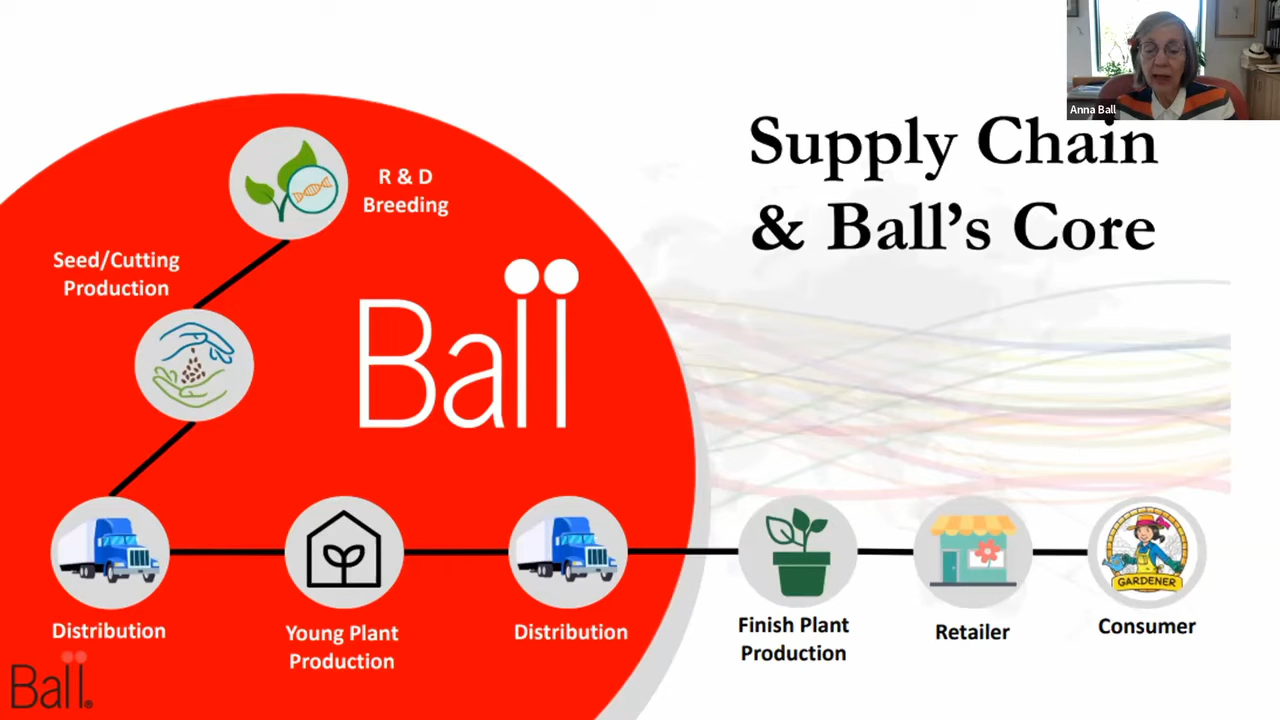 Anna Ball
Supply Chain
& Ball's Core
R & D
Breeding
Seed/Cutting
Production
Ball
Distribution
Young Plant
Production
Distribution
Finish Plant
Production
Retailer
GARDENER
Consumer
Ball®